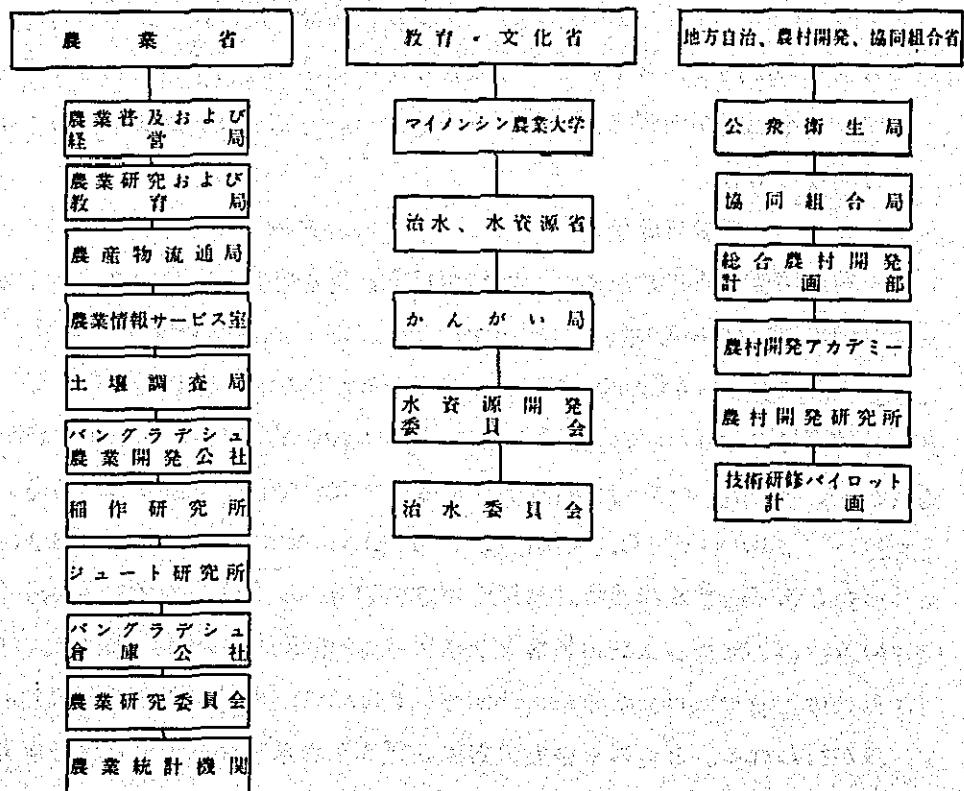 農業省
農業普及および
経営局
農業研究および
教育局
農産物流通局
農業情報サービス室
土壌調査局
バングラデシュ
農業開発公社
稲作研究所
ジュート研究所
バングラデシュ
倉庫公社
農業研究委員会
農業統計機関
教育・文化省
マイノンシン農業大学
治水、水資源省
かんがい局
水資源開発
委員会
治水委員会
地方自治、農村開発、協同組合省
公衆衛生局
協同組合局
総合農村開発
計画部
農村開発アカデミー
農村開発研究所
技術研修パイロット
計画